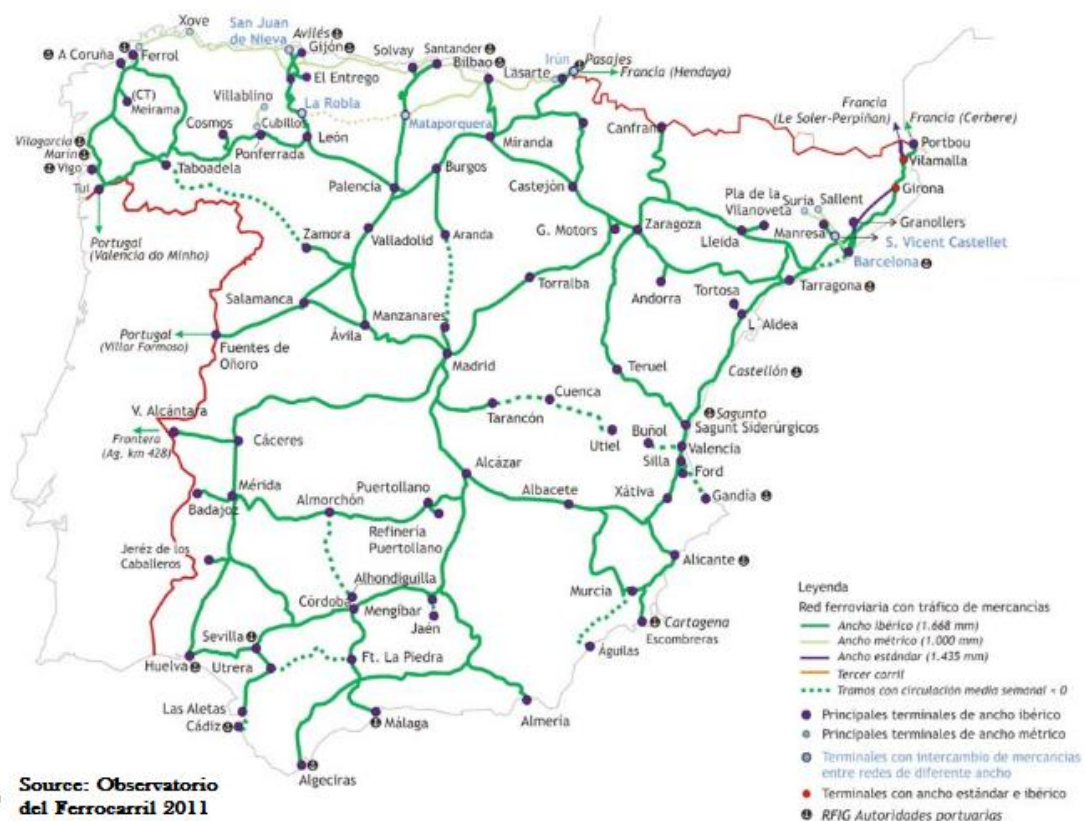 Xove
San Juan
de Nieva
Avilés
Gijón
A Coruña
Ferrol
Solvay
Santander
Bilbao
Irún
Pasajes
Lasarte
Francia (Hendaya)
El Entrego
(CT)
Meirama
Villablino
La Robla
Mataporquera
Cosmos
Cubillos
León
Ponferrada
Vilagarcía
Marín
Vigo
Tui
Taboadela
Portugal
(Valencia do Minho)
Miranda
Burgos
Palencia
Castejón
Canfranc
Francia
(Le Soler-Perpiñan)
Francia (Cerbere)
Portbou
Vilamalla
Girona
Pla de la
Vilanoveta
Suria
Sallent
Granollers
Manresa
S. Vicent Castellet
Barcelona
Lleida
Zaragoza
G. Motors
Zamora
Valladolid
Aranda
Torralba
Andorra
Tortosa
Tarragona
L' Aldea
Salamanca
Manzanares
Ávila
Portugal
(Villar Formoso)
Fuentes de
Oñoro
Madrid
Teruel
Castellón
Cuenca
Tarancón
Utiel
Buñol
Sagunto
Sagunt Siderúrgicos
Valencia
Silla
Ford
Gandía
V. Alcántara
Frontera
(Ag. km 428)
Cáceres
Alcázar
Albacete
Xátiva
Mérida
Badajoz
Almorchón
Puertollano
Refinería
Puertollano
Jeréz de los
Caballeros
Alicante
Alhondiguilla
Córdoba
Mengíbar
Jaén
Murcia
Cartagena
Escombreras
Águilas
Sevilla
Huelva
Utrera
Ft. La Piedra
Las Aletas
Cádiz
Málaga
Almería
Algeciras
Leyenda
Red ferroviaria con tráfico de mercancías
Ancho ibérico (1.668 mm)
Ancho métrico (1.000 mm)
Ancho estándar (1.435 mm)
Tercer carril
Tramos con circulación media semanal < 0
Principales terminales de ancho ibérico
Principales terminales de ancho métrico
Terminales con intercambio de mercancías
entre redes de diferente ancho
Terminales con ancho estándar e ibérico
RFIG Autoridades portuarias
Source: Observatorio
del Ferrocarril 2011